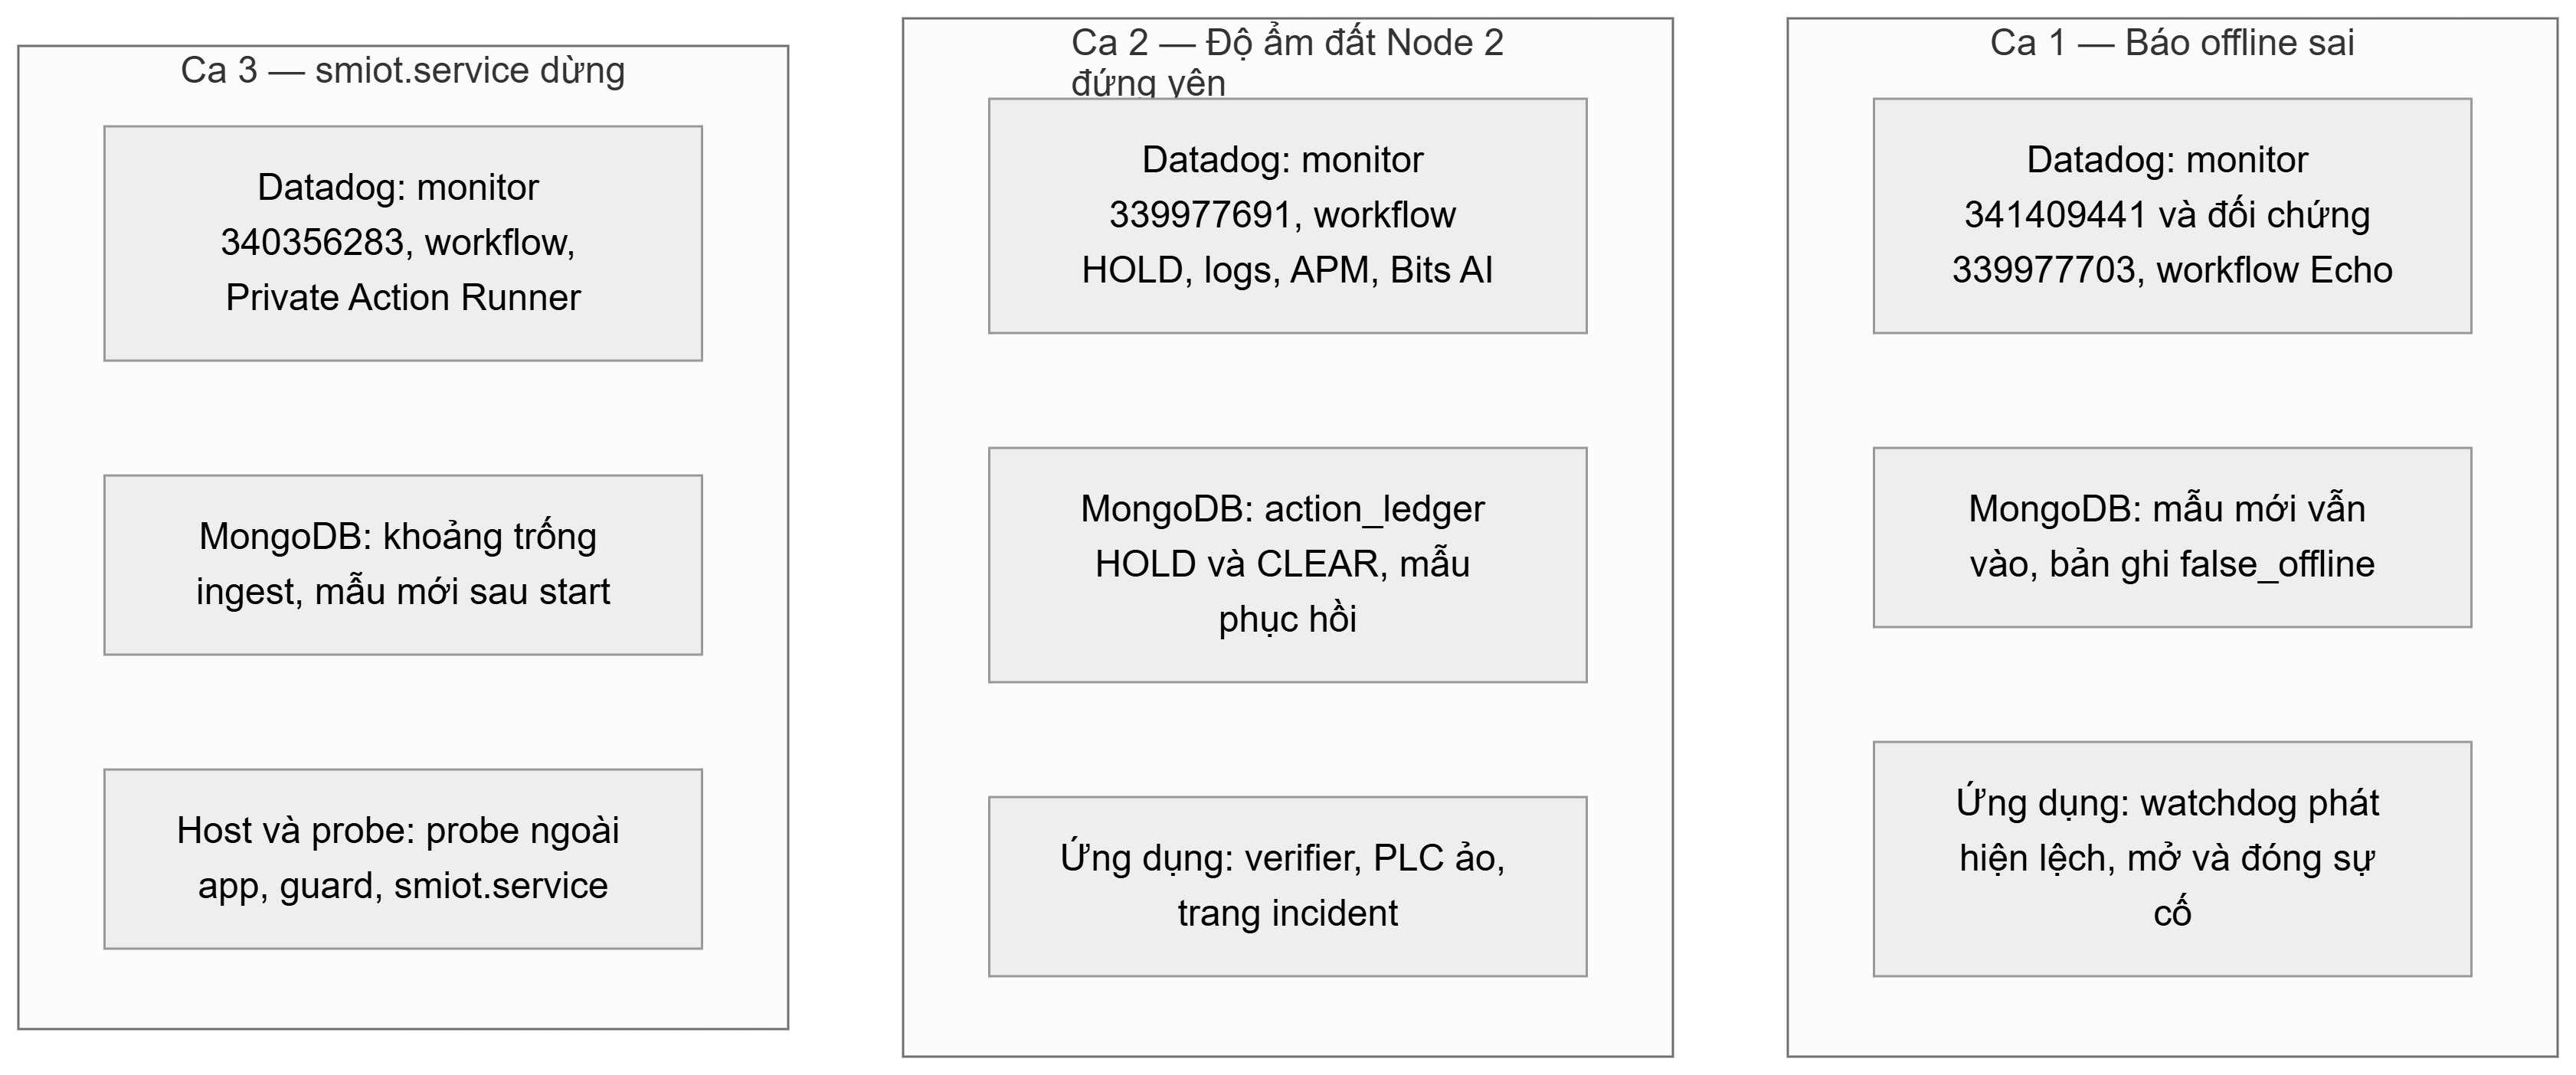 Ca 3 — smiot.service dừng
Datadog: monitor
340356283, workflow,
Private Action Runner
MongoDB: khoảng trống
ingest, mẫu mới sau start
Host và probe: probe ngoài
app, guard, smiot.service
Ca 2 — Độ ẩm đất Node 2
đứng yên
Datadog: monitor
339977691, workflow
HOLD, logs, APM, Bits AI
MongoDB: action_ledger
HOLD và CLEAR, mẫu
phục hồi
Ứng dụng: verifier, PLC ảo,
trang incident
Ca 1 — Báo offline sai
Datadog: monitor
341409441 và đối chứng
339977703, workflow Echo
MongoDB: mẫu mới vẫn
vào, bản ghi false_offline
Ứng dụng: watchdog phát
hiện lệch, mở và đóng sự
cố